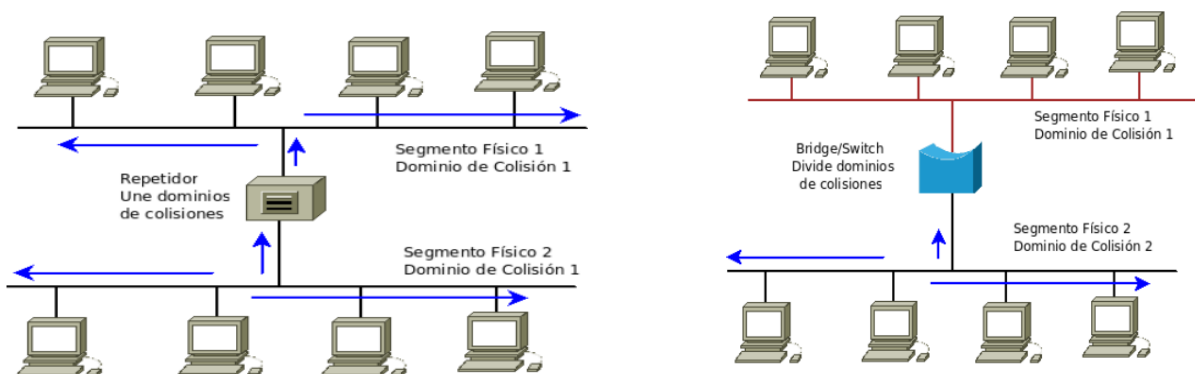 Segmento Físico 1
Dominio de Colisión 1
Repetidor
Une dominios
de colisiones
Segmento Físico 2
Dominio de Colisión 1
Segmento Físico 1
Dominio de Colisión 1
Bridge/Switch
Divide dominios
de colisiones
Segmento Físico 2
Dominio de Colisión 2